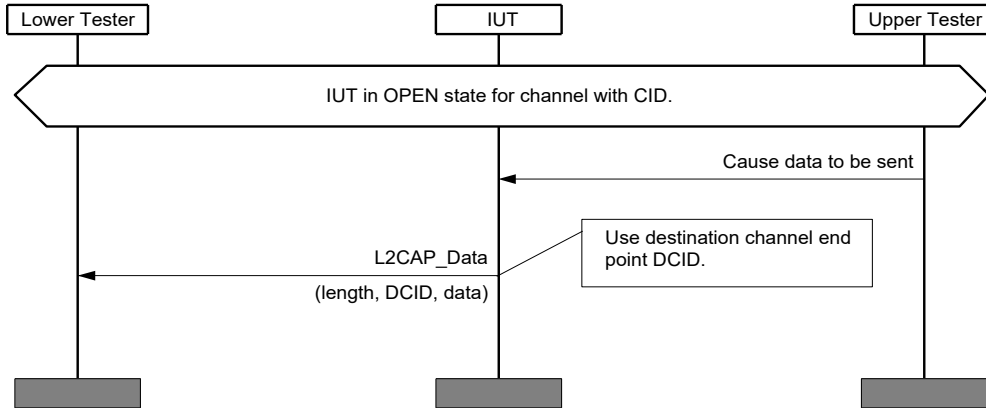 Lower Tester
IUT
Upper Tester
IUT in OPEN state for channel with CID.
Cause data to be sent
Use destination channel end
point DCID.
L2CAP_Data
(length, DCID, data)